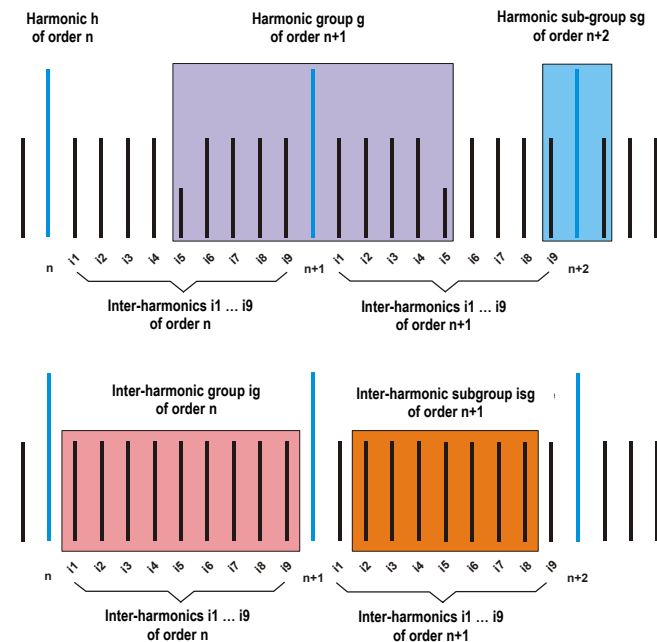 Harmonic h
of order n
Harmonic group g
of order n+1
Harmonic sub-group sg
of order n+2
n i1 i2 i3 i4 i5 i6 i7 i8 i9 n+1 i1 i2 i3 i4 i5 i6 i7 i8 i9 n+2
Inter-harmonics i1 ... i9
of order n
Inter-harmonics i1 ... i9
of order n+1
Inter-harmonic group ig
of order n
Inter-harmonic subgroup isg
of order n+1
n i1 i2 i3 i4 i5 i6 i7 i8 i9 n+1 i1 i2 i3 i4 i5 i6 i7 i8 i9 n+2
Inter-harmonics i1 ... i9
of order n
Inter-harmonics i1 ... i9
of order n+1